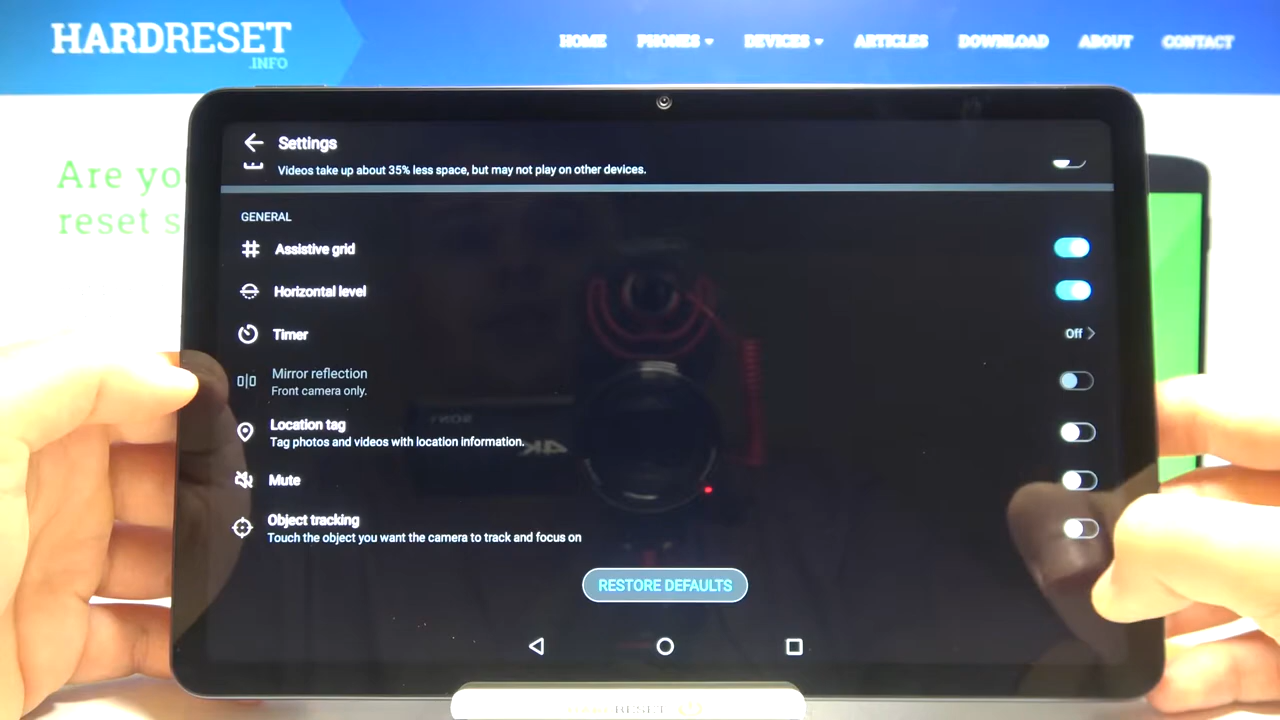 HARDRESET
.INFO
HOME PHONES DEVICES ARTICLES DOWNLOAD ABOUT CONTACT
Are yo
reset s
Settings
Videos take up about 35% less space, but may not play on other devices.
GENERAL
Assistive grid
Horizontal level
Timer Off
Mirror reflection
Front camera only.
Location tag
Tag photos and videos with location information.
Mute
Object tracking
Touch the object you want the camera to track and focus on
RESTORE DEFAULTS
SONY
4K
RESET